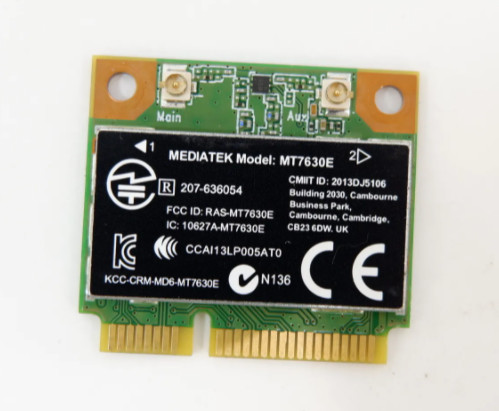 Main
Aux
◀1
2▷
MEDIATEK Model: MT7630E
R 207-636054
CMIIT ID: 2013DJ5106
Building 2030, Cambourne
Business Park,
Cambourne, Cambridge,
CB23 6DW. UK
FCC ID: RAS-MT7630E
IC: 10627A-MT7630E
CCAI13LP005AT0
KCC-CRM-MD6-MT7630E
N136
CE